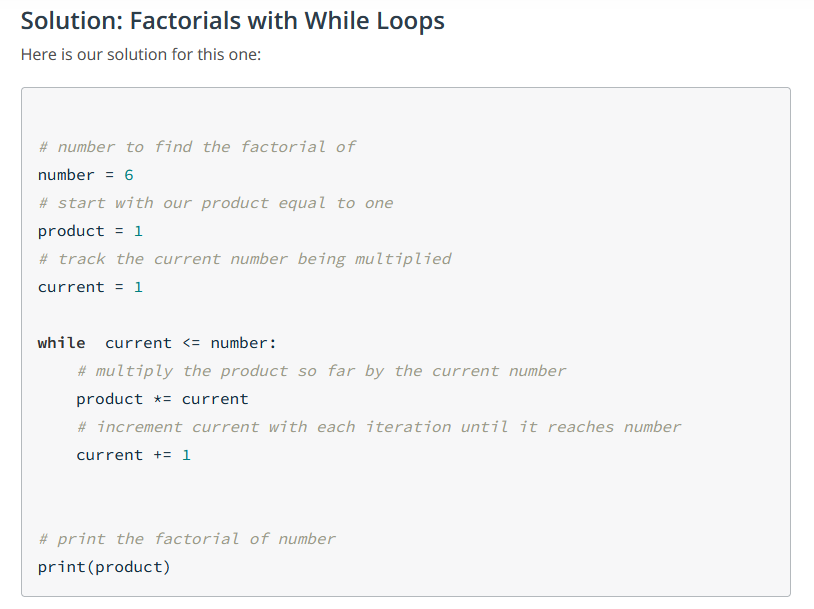 Solution: Factorials with While Loops
Here is our solution for this one:
# number to find the factorial of
number = 6
# start with our product equal to one
product = 1
# track the current number being multiplied
current = 1
while  current <= number:
    # multiply the product so far by the current number
    product *= current
    # increment current with each iteration until it reaches number
    current += 1
# print the factorial of number
print(product)